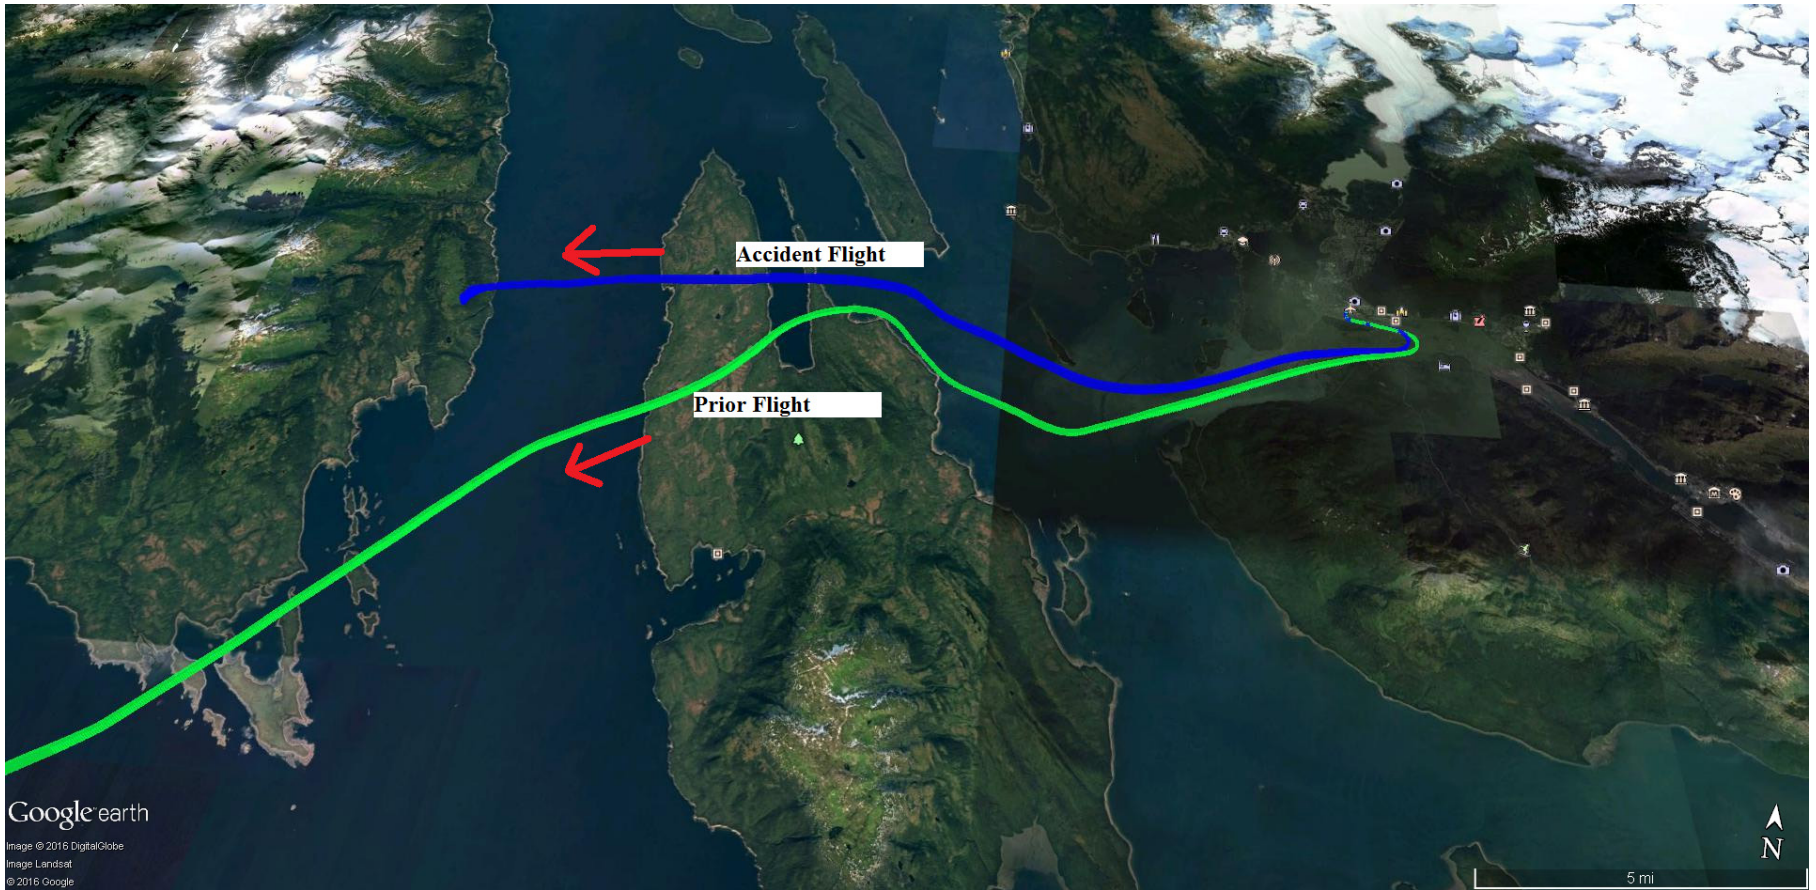 Accident Flight
Prior Flight
Google earth
Image © 2016 DigitalGlobe
Image Landsat
© 2016 Google
N
5 mi